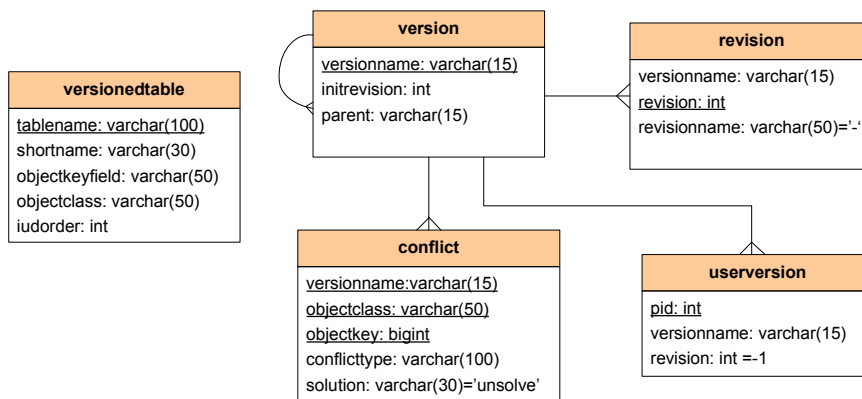 version
versionname: varchar(15)
initrevision: int
parent: varchar(15)
revision
versionname: varchar(15)
revision: int
revisionname: varchar(50)='-'
versionedtable
tablename: varchar(100)
shortname: varchar(30)
objectkeyfield: varchar(50)
objectclass: varchar(50)
iudorder: int
conflict
versionname:varchar(15)
objectclass: varchar(50)
objectkey: bigint
conflicttype: varchar(100)
solution: varchar(30)='unsolve'
userversion
pid: int
versionname: varchar(15)
revision: int =-1